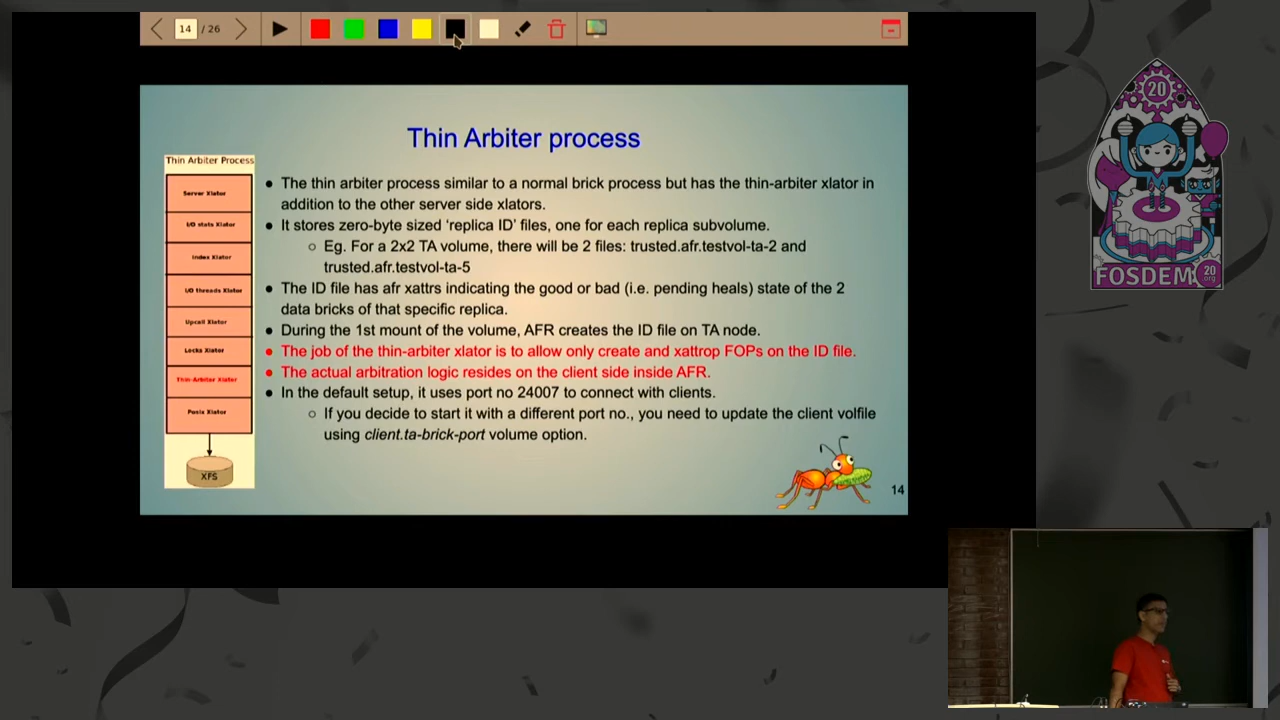 14 / 26
Thin Arbiter process
Thin Arbiter Process
Server Xlator
I/O stats Xlator
Index Xlator
I/O threads Xlator
Upcall Xlator
Locks Xlator
Thin-Arbiter Xlator
Posix Xlator
XFS
● The thin arbiter process similar to a normal brick process but has the thin-arbiter xlator in
addition to the other server side xlators.
● It stores zero-byte sized ‘replica ID’ files, one for each replica subvolume.
○ Eg. For a 2x2 TA volume, there will be 2 files: trusted.afr.testvol-ta-2 and
trusted.afr.testvol-ta-5
● The ID file has afr xattrs indicating the good or bad (i.e. pending heals) state of the 2
data bricks of that specific replica.
● During the 1st mount of the volume, AFR creates the ID file on TA node.
● The job of the thin-arbiter xlator is to allow only create and xattrop FOPs on the ID file.
● The actual arbitration logic resides on the client side inside AFR.
● In the default setup, it uses port no 24007 to connect with clients.
○ If you decide to start it with a different port no., you need to update the client volfile
using client.ta-brick-port volume option.
14
20
FOSDEM
20
.org